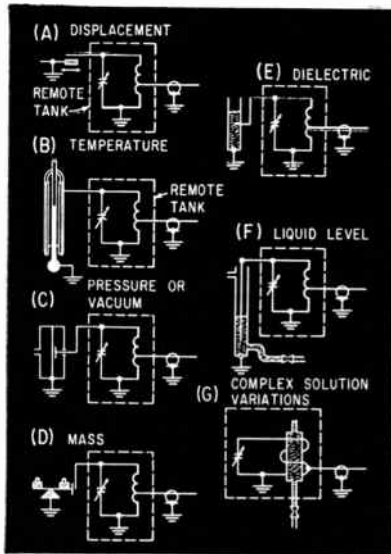 (A) DISPLACEMENT
REMOTE
TANK
(B) TEMPERATURE
REMOTE
TANK
(C) PRESSURE OR
VACUUM
(D) MASS
(E) DIELECTRIC
(F) LIQUID LEVEL
(G) COMPLEX SOLUTION
VARIATIONS